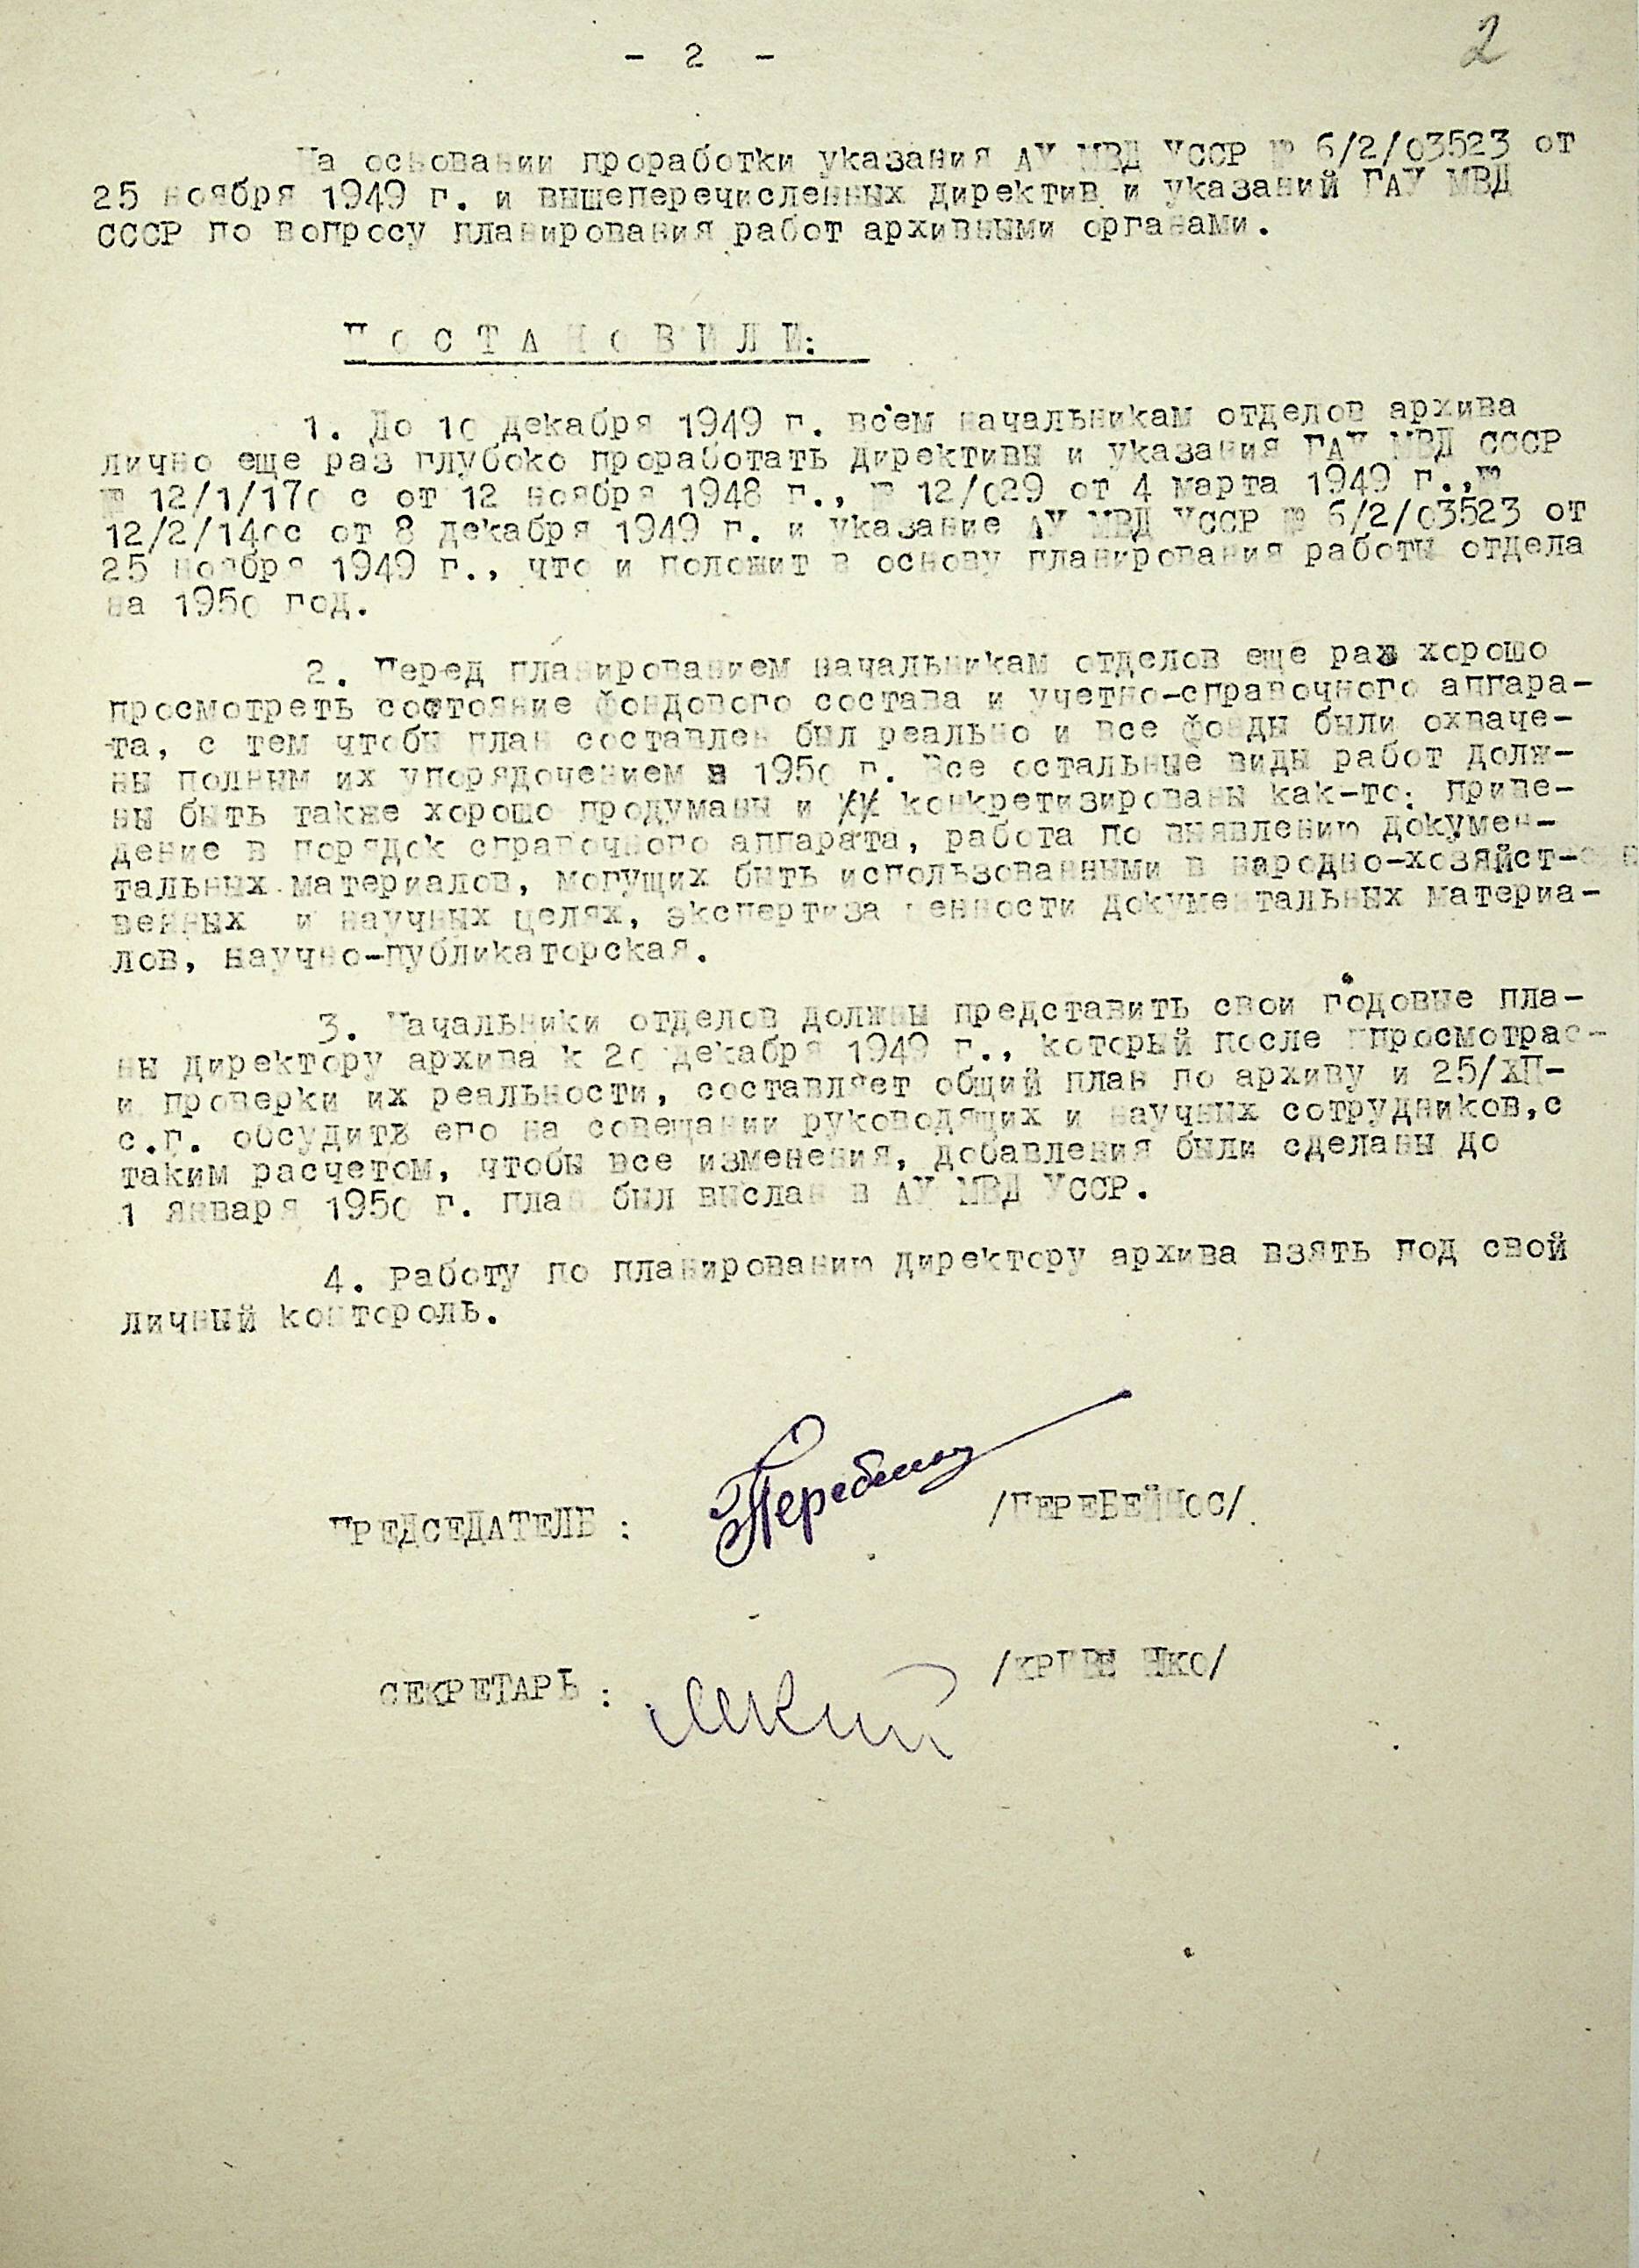 - 2 -
2
На основании проработки указания АУ МВД УССР № 6/2/03523 от
25 ноября 1949 г. и вышеперечисленных директив и указаний ГАУ МВД
СССР по вопросу планирования работ архивными органами.
ПОСТАНОВИЛИ:
1. До 10 декабря 1949 г. всем начальникам отделов архива
лично еще раз глубоко проработать директивы и указания ГАУ МВД СССР
№ 12/1/170 с от 12 ноября 1948 г., № 12/029 от 4 марта 1949 г., №
12/2/140с от 8 декабря 1949 г. и указание АУ МВД УССР № 6/2/03523 от
25 ноября 1949 г., что и положит в основу планирования работы отдела
на 1950 год.
2. Перед планированием начальникам отделов еще раз хорошо
просмотреть состояние фондового состава и учетно-справочного аппара-
та, с тем чтобы план составлен был реально и все фонды были охваче-
ны полным их упорядочением в 1950 г. Все остальные виды работ долж-
ны быть также хорошо продуманы и конкретизированы как-то: приве-
дение в порядок справочного аппарата, работа по выявлению докумен-
тальных материалов, могущих быть использованными в народно-хозяйст-
венных и научных целях, экспертиза ценности документальных материа-
лов, научно-публикаторская.
3. Начальники отделов должны представить свои годовые пла-
ны директору архива к 20 декабря 1949 г., который после просмотра
и проверки их реальности, составляет общий план по архиву и 25/ХП-
с.г. обсудить его на совещании руководящих и научных сотрудников, с
таким расчетом, чтобы все изменения, добавления были сделаны до
1 января 1950 г. план был выслан в АУ МВД УССР.
4. Работу по планированию директору архива взять под свой
личный контороль.
ПРЕДСЕДАТЕЛЬ: /ПЕРЕБЕЙНОС/.
СЕКРЕТАРЬ: /КРИВЕНКО/